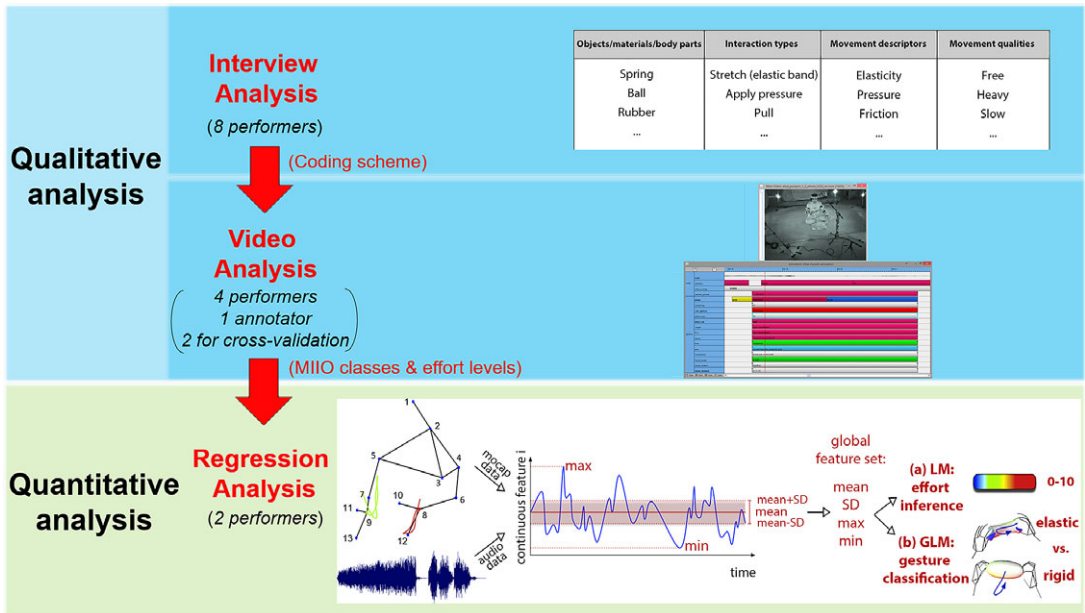 Qualitative
analysis
Interview
Analysis
(8 performers)
(Coding scheme)
Objects/materials/body parts Interaction types Movement descriptors Movement qualities
Spring Stretch (elastic band) Elasticity Free
Ball Apply pressure Pressure Heavy
Rubber Pull Friction Slow
... ... ... ...
Video
Analysis
4 performers
1 annotator
2 for cross-validation
(MIIO classes & effort levels)
Quantitative
analysis
Regression
Analysis
(2 performers)
1
2
5
4
3
7
10
6
11
9
8
13
12
mocap
data
audio
data
continuous feature i
max
mean+SD
mean
mean-SD
min
time
global
feature set:
mean
SD
max
min
(a) LM:
effort
inference
0-10
(b) GLM:
gesture
classification
elastic
vs.
rigid